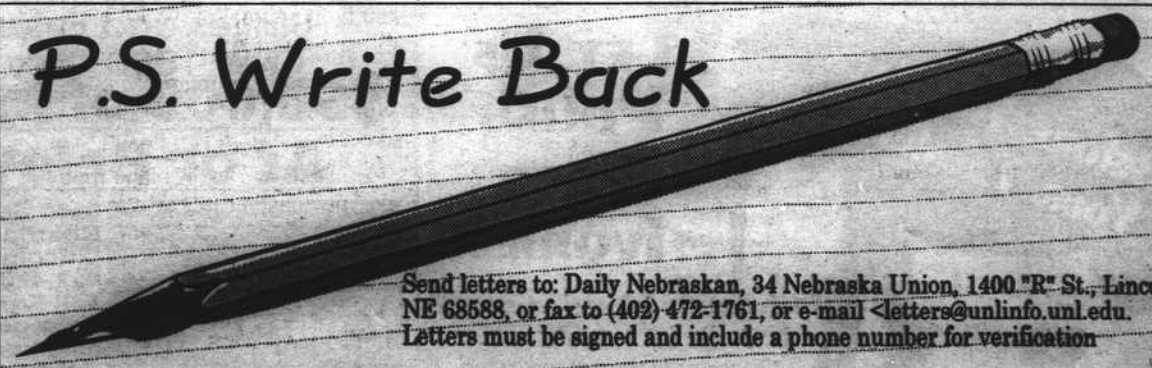 P.S. Write Back
Send letters to: Daily Nebraskan, 34 Nebraska Union, 1400 "R" St., Linc
NE 68588, or fax to (402) 472-1761, or e-mail <letters@unlinfo.unl.edu.
Letters must be signed and include a phone number for verification